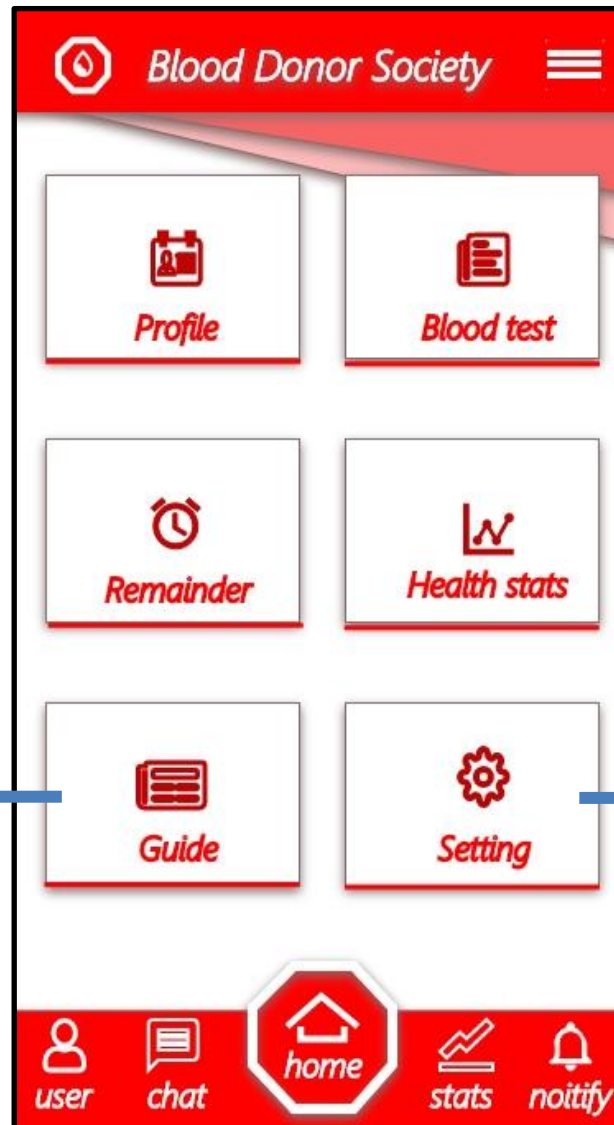 Blood Donor Society
Profile
Blood test
Remainder
Health stats
Guide
Setting
user
chat
home
stats
noitify